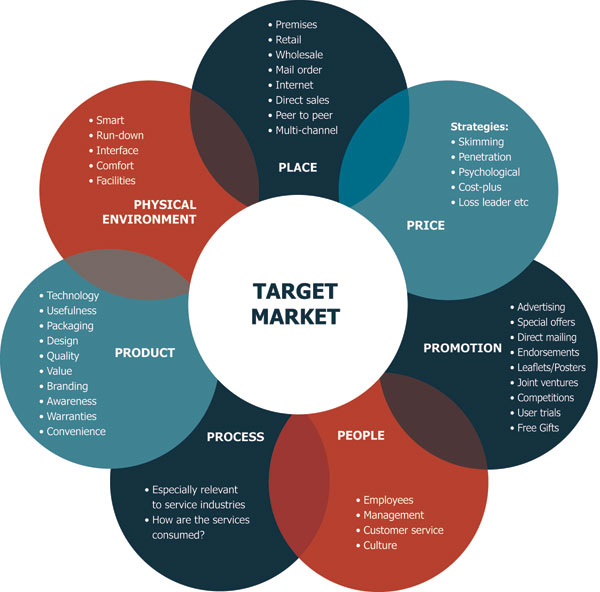 • Premises
• Retail
• Wholesale
• Mail order
• Internet
• Direct sales
• Peer to peer
• Multi-channel
PLACE
Strategies:
• Skimming
• Penetration
• Psychological
• Cost-plus
• Loss leader etc
PRICE
• Advertising
• Special offers
• Direct mailing
• Endorsements
• Leaflets/Posters
• Joint ventures
• Competitions
• User trials
• Free Gifts
PROMOTION
PEOPLE
• Employees
• Management
• Customer service
• Culture
PROCESS
• Especially relevant
to service industries
• How are the services
consumed?
• Technology
• Usefulness
• Packaging
• Design
• Quality
• Value
• Branding
• Awareness
• Warranties
• Convenience
PRODUCT
• Smart
• Run-down
• Interface
• Comfort
• Facilities
PHYSICAL
ENVIRONMENT
TARGET
MARKET